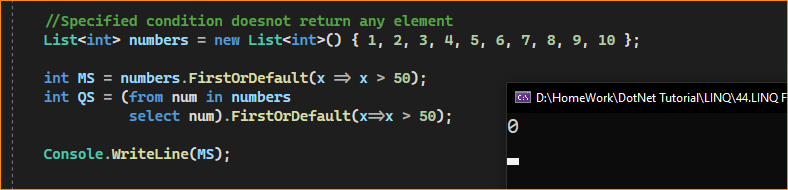 //Specified condition doesnot return any element
List<int> numbers = new List<int>() { 1, 2, 3, 4, 5, 6, 7, 8, 9, 10 };
int MS = numbers.FirstOrDefault(x => x > 50);
int QS = (from num in numbers
select num).FirstOrDefault(x=>x > 50);
Console.WriteLine(MS);
D:\HomeWork\DotNet Tutorial\LINQ\44.LINQ F
0